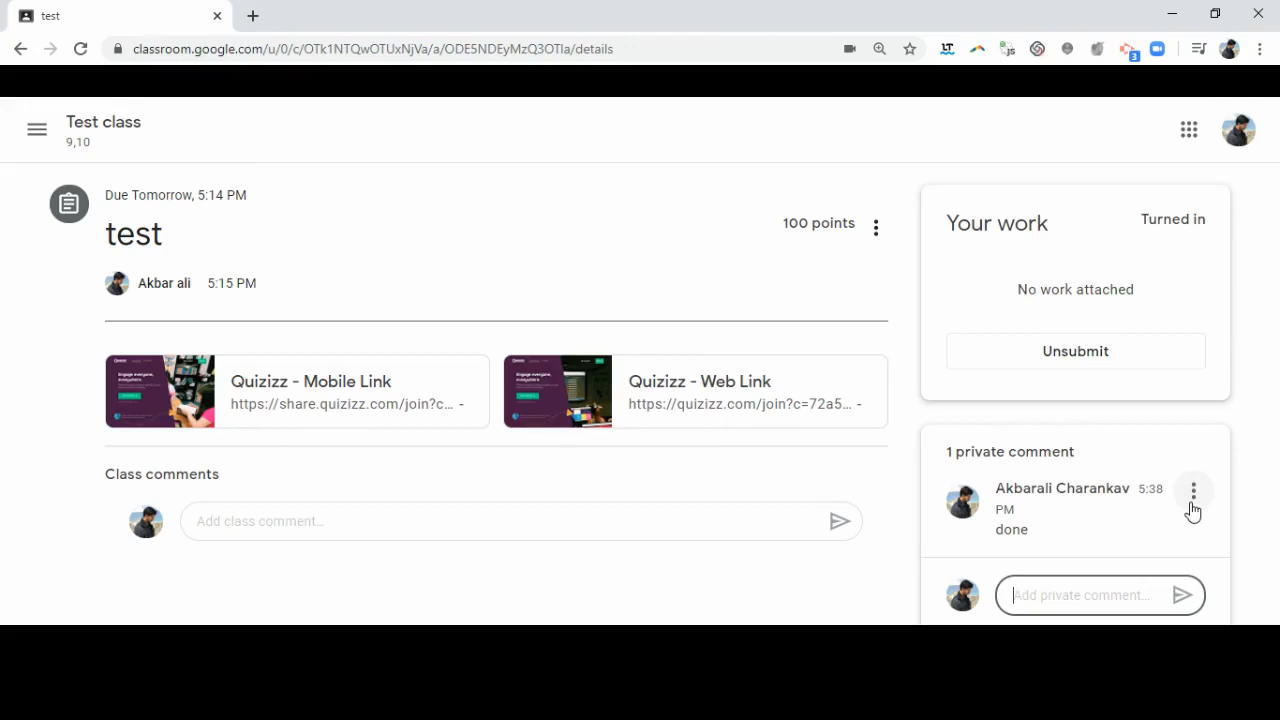 test
classroom.google.com/u/0/c/OTk1NTQwOTUxNjVa/a/ODE5NDEyMzQ3OTIa/details
3
Test class
9,10
Due Tomorrow, 5:14 PM
test
100 points
Akbar ali 5:15 PM
Quizizz - Mobile Link
https://share.quizizz.com/join?c... -
Quizizz - Web Link
https://quizizz.com/join?c=72a5... -
Class comments
Add class comment...
Your work
Turned in
No work attached
Unsubmit
1 private comment
Akbarali Charankav 5:38
PM
done
Add private comment...